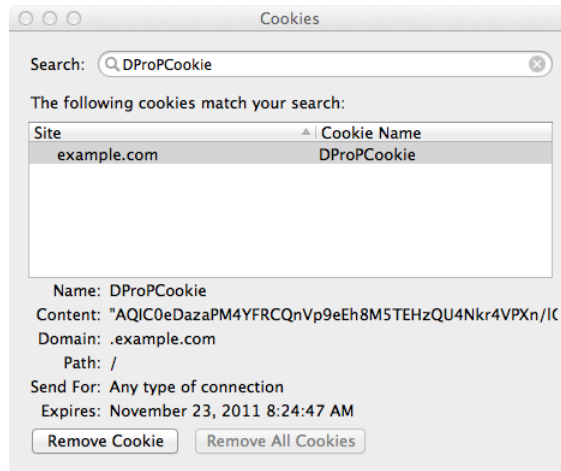 Cookies
Search: DProPCookie
The following cookies match your search:
Site Cookie Name
example.com DProPCookie
Name: DProPCookie
Content: "AQIC0eDazaPM4YFRCQnVp9eEh8M5TEHzQU4Nkr4VPXn/l
Domain: .example.com
Path: /
Send For: Any type of connection
Expires: November 23, 2011 8:24:47 AM
Remove Cookie Remove All Cookies